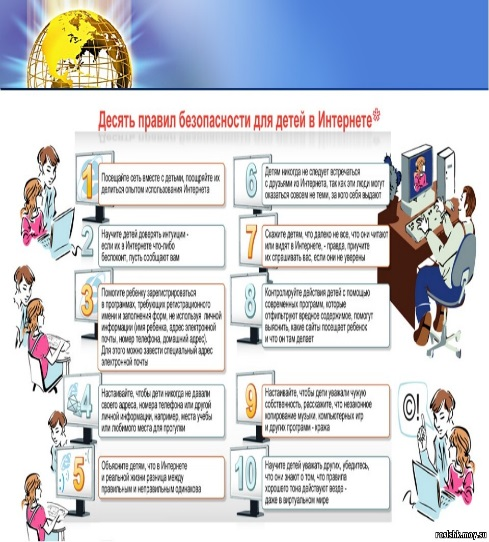 Десять правил безопасности для детей в Интернете*
1
Посещайте сеть вместе с детьми, поощряйте их
делиться опытом использования Интернета
2
Научите детей доверять интуиции -
если их в Интернете что-либо
беспокоит, пусть сообщают вам
3
Помогите ребенку зарегистрироваться
в программах, требующих регистрационного
имени и заполнения форм, не используя личной
информации (имя ребенка, адрес электронной
почты, номер телефона, домашний адрес).
Для этого можно завести специальный адрес
электронной почты
4
Настаивайте, чтобы дети никогда не давали
своего адреса, номера телефона или другой
личной информации, например, места учебы
или любимого места для прогулки
5
Объясните детям, что в Интернете
и реальной жизни разница между
правильным и неправильным одинакова
6
Детям никогда не следует встречаться
с друзьями из Интернета, так как эти люди могут
оказаться совсем не теми, за кого себя выдают
7
Скажите детям, что далеко не все, что они читают
или видят в Интернете, - правда, приучите
их спрашивать вас, если они не уверены
8
Контролируйте действия детей с помощью
современных программ, которые
отфильтруют вредное содержимое, помогут
выяснить, какие сайты посещает ребенок
и что он там делает
9
Настаивайте, чтобы дети уважали чужую
собственность, расскажите, что незаконное
копирование музыки, компьютерных игр
и других программ - кража
©!
10
Научите детей уважать других, убедитесь,
что они знают о том, что правила
хорошего тона действуют везде -
даже в виртуальном мире
roslshk.moy.su